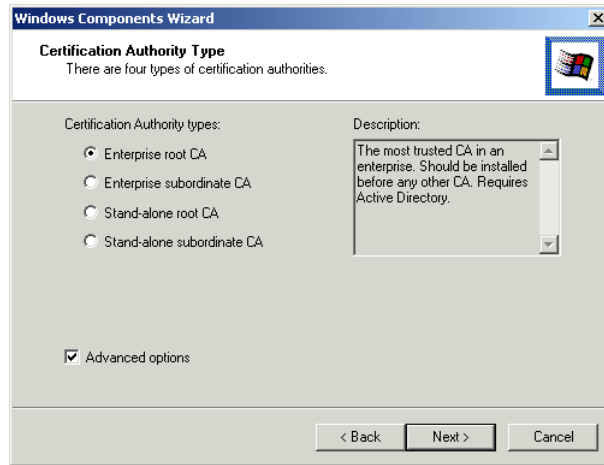 Windows Components Wizard
Certification Authority Type
There are four types of certification authorities.
Certification Authority types:
Enterprise root CA
Enterprise subordinate CA
Stand-alone root CA
Stand-alone subordinate CA
Description:
The most trusted CA in an
enterprise. Should be installed
before any other CA. Requires
Active Directory.
Advanced options
< Back
Next >
Cancel